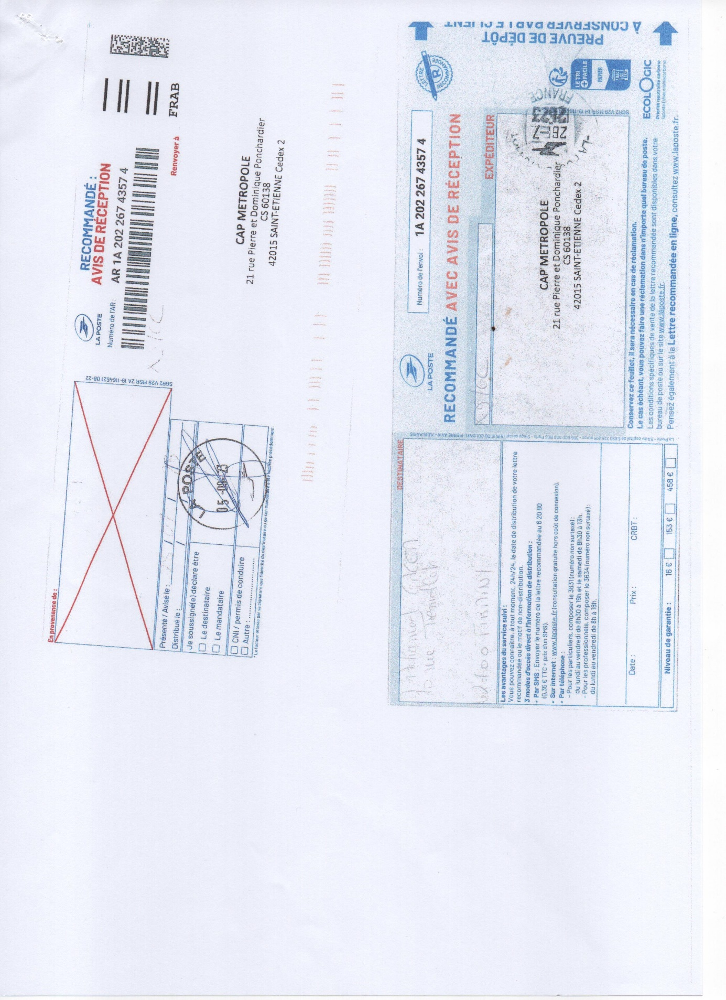 RECOMMANDÉ :
AVIS DE RÉCEPTION
LA POSTE
Numéro de l'AR :
AR 1A 202 267 4357 4
Renvoyer à
FRAB
CAP METROPOLE
21 rue Pierre et Dominique Ponchardier
CS 60138
42015 SAINT-ETIENNE Cedex 2
En provenance de :
SGR2 V29 MSR 2A 19-1164521 08-22
Présenté / Avisé le : / /
Distribué le : / /
Je soussigné(e) déclare être
Le destinataire
Le mandataire
CNI / permis de conduire
Autre : ....................
LA POSTE
05-08-23
* Le facteur atteste par sa signature que l'identité du destinataire ou de son mandataire a été vérifiée précédemment.
PREUVE DE DÉPÔT
À CONSERVER PAR LE CLIENT
LETTRE RECOMMANDÉE
R
LA POSTE
Numéro de l'envoi :
1A 202 267 4357 4
RECOMMANDÉ AVEC AVIS DE RÉCEPTION
DESTINATAIRE
EXPÉDITEUR
CAP METROPOLE
21 rue Pierre et Dominique Ponchardier
CS 60138
42015 SAINT-ETIENNE Cedex 2
26-7
2023
FRANCE
LE TRI
+ FACILE
PAPIER
BAC
DE TRI
ECOLOGIC
Priorité neutralité carbone
laposte.fr/neutralitecarbone
Les avantages du service suivi :
Vous pouvez connaître, à tout moment, 24h/24, la date de distribution de votre lettre
recommandée ou le motif de non-distribution.
3 modes d'accès direct à l'information de distribution :
• Par SMS : Envoyer le numéro de la lettre recommandée au 6 20 80
(0,35 € TTC + prix d'un SMS).
• Sur internet : www.laposte.fr (consultation gratuite hors coût de connexion).
• Par téléphone :
- Pour les particuliers, composer le 3631 (numéro non surtaxé) :
du lundi au vendredi de 8h30 à 19h et le samedi de 8h30 à 13h.
- Pour les professionnels, composer le 3634 (numéro non surtaxé) :
du lundi au vendredi de 8h à 18h.
Date :
Prix :
CRBT :
Niveau de garantie :
16 €
153 €
458 €
Conservez ce feuillet, il sera nécessaire en cas de réclamation.
Le cas échéant, vous pouvez faire une réclamation dans n'importe quel bureau de poste.
Les conditions spécifiques de vente de la lettre recommandée sont disponibles dans votre
bureau de poste ou sur le site www.laposte.fr.
Pensez également à la Lettre recommandée en ligne, consultez www.laposte.fr.